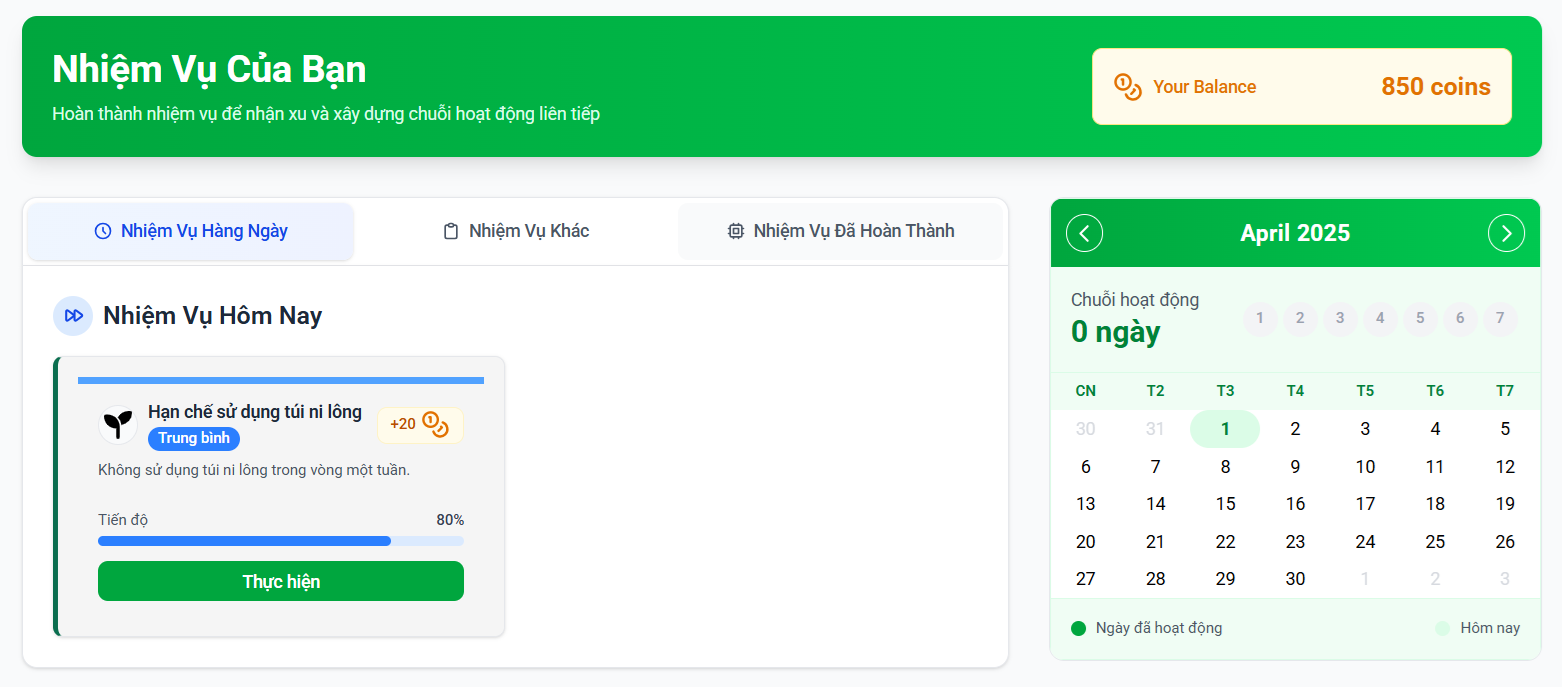 Nhiệm Vụ Của Bạn
Hoàn thành nhiệm vụ để nhận xu và xây dựng chuỗi hoạt động liên tiếp
Your Balance 850 coins
Nhiệm Vụ Hàng Ngày Nhiệm Vụ Khác Nhiệm Vụ Đã Hoàn Thành
Nhiệm Vụ Hôm Nay
Hạn chế sử dụng túi ni lông
Trung bình
+20
Không sử dụng túi ni lông trong vòng một tuần.
Tiến độ 80%
Thực hiện
April 2025
Chuỗi hoạt động
0 ngày
1 2 3 4 5 6 7
CN T2 T3 T4 T5 T6 T7
30 31 1 2 3 4 5
6 7 8 9 10 11 12
13 14 15 16 17 18 19
20 21 22 23 24 25 26
27 28 29 30 1 2 3
Ngày đã hoạt động Hôm nay